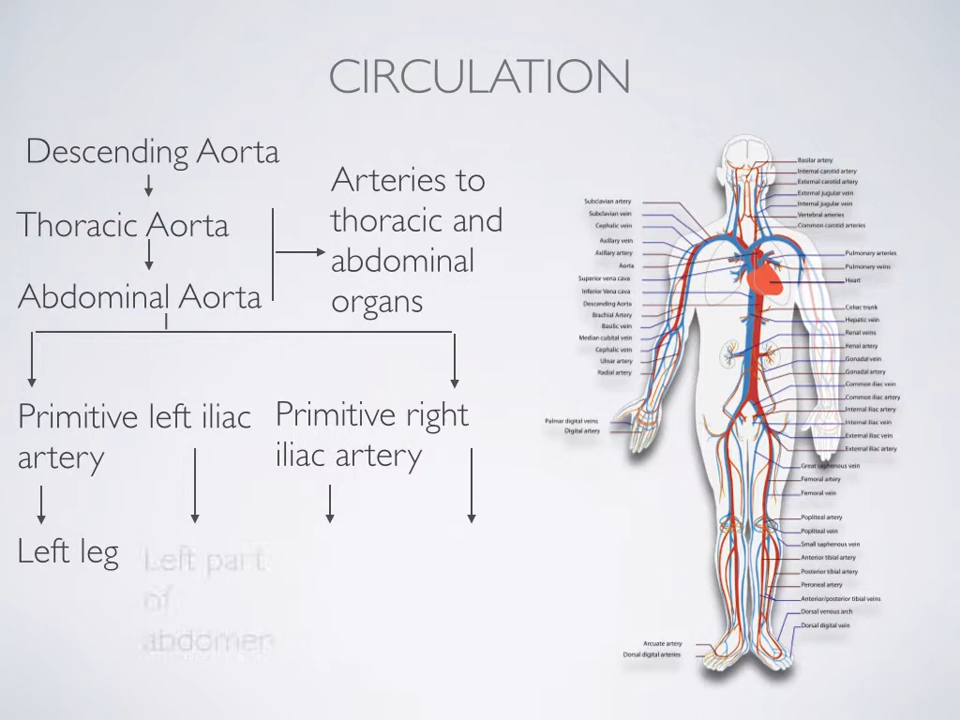 CIRCULATION
Descending Aorta
Thoracic Aorta
Abdominal Aorta
Arteries to
thoracic and
abdominal
organs
Primitive left iliac
artery
Primitive right
iliac artery
Left leg
Left part
of
abdomen
Subclavian artery
Subclavian vein
Cephalic vein
Axillary vein
Axillary artery
Aorta
Superior vena cava
Inferior Vena cava
Descending Aorta
Brachial Artery
Basilic vein
Median cubital vein
Cephalic vein
Ulnar artery
Radial artery
Palmar digital veins
Digital artery
Basilar artery
Internal carotid artery
External carotid artery
External jugular vein
Internal jugular vein
Vertebral arteries
Common carotid arteries
Pulmonary arteries
Pulmonary veins
Heart
Celiac trunk
Hepatic vein
Renal veins
Renal artery
Gonadal vein
Gonadal artery
Common iliac vein
Common iliac artery
Internal iliac artery
Internal iliac vein
External iliac vein
External iliac artery
Great saphenous vein
Femoral artery
Femoral vein
Popliteal artery
Popliteal vein
Small saphenous vein
Anterior tibial artery
Posterior tibial artery
Peroneal artery
Anterior/posterior tibial veins
Dorsal venous arch
Dorsal digital vein
Arcuate artery
Dorsal digital arteries